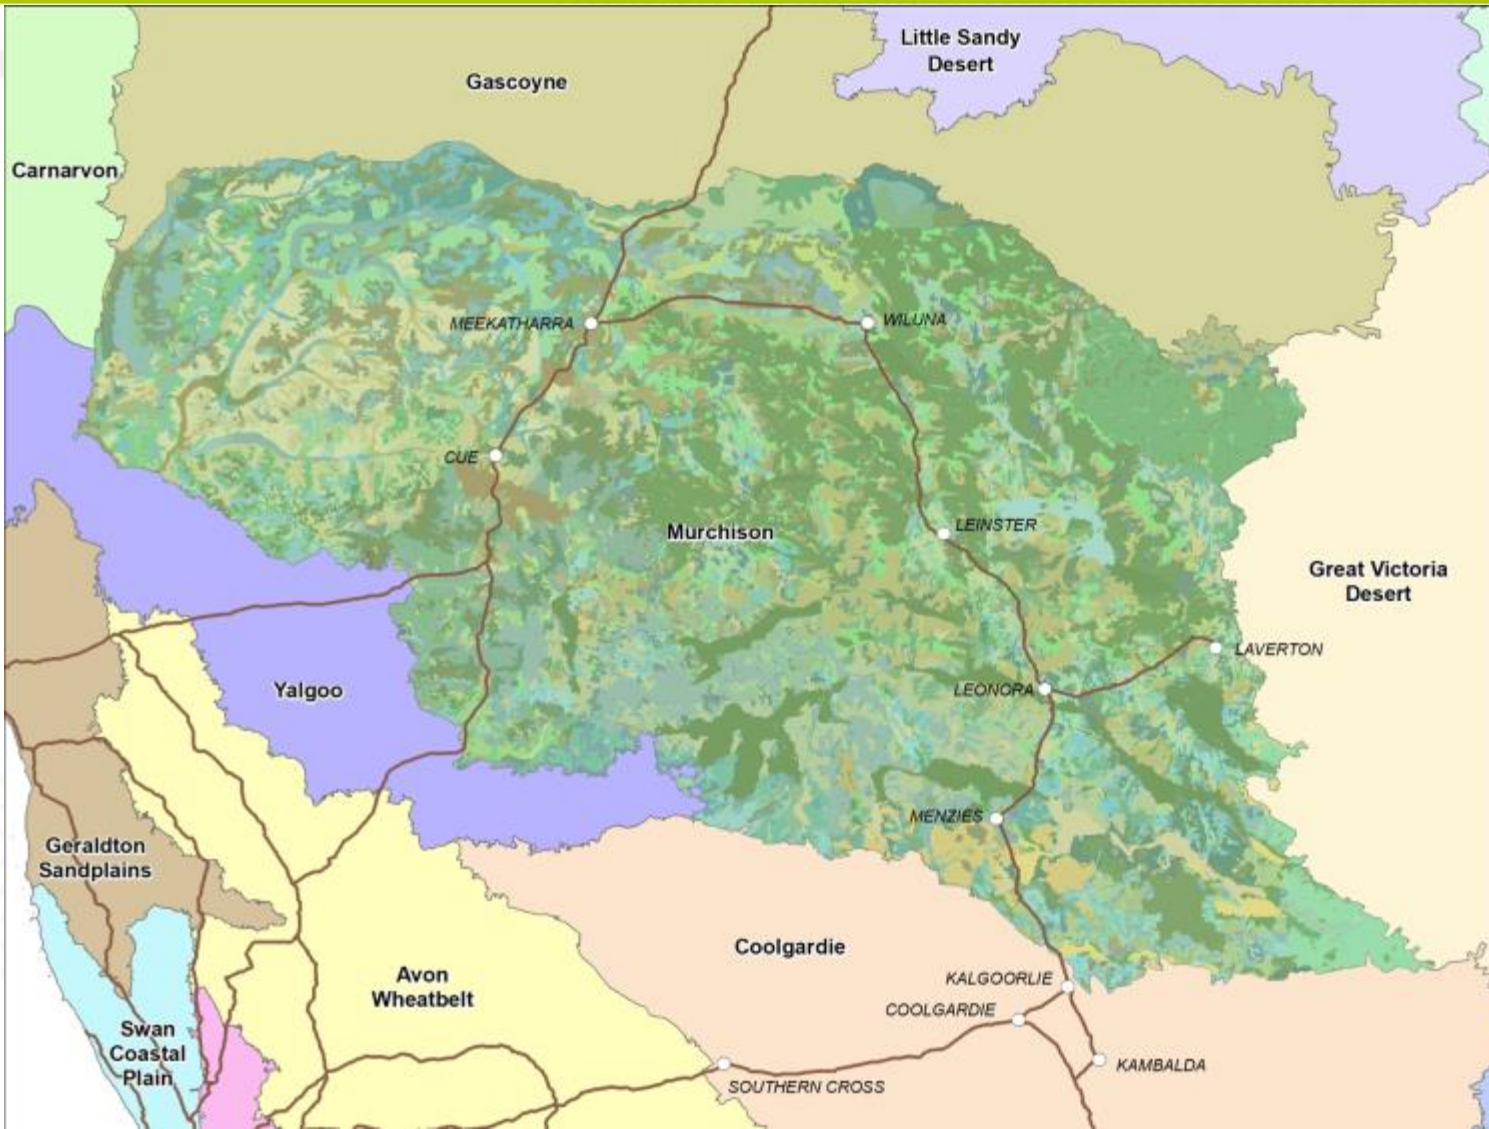 Little Sandy
Desert
Gascoyne
Carnarvon
MEEKATHARRA
WILUNA
CUE
LEINSTER
Murchison
Great Victoria
Desert
LAVERTON
Yalgoo
LEONORA
MENZIES
Geraldton
Sandplains
Coolgardie
Avon
Wheatbelt
KALGOORLIE
COOLGARDIE
Swan
Coastal
Plain
KAMBALDA
SOUTHERN CROSS